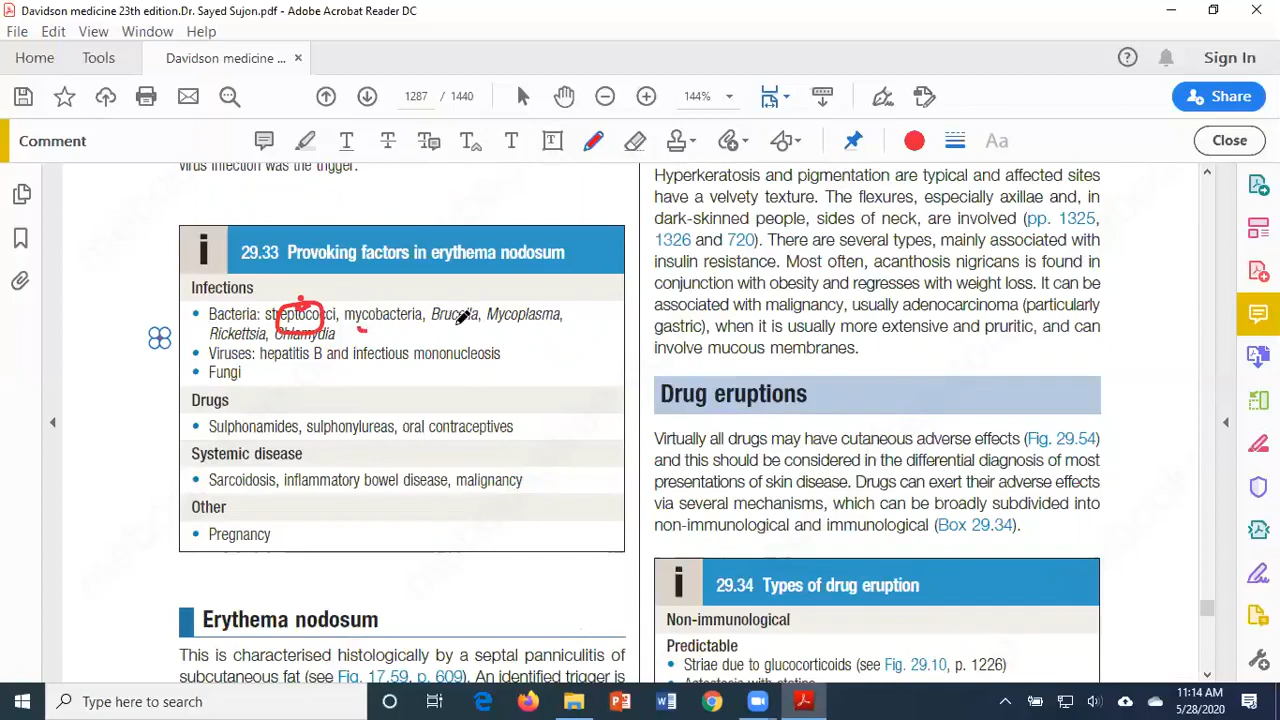 Davidson medicine 23th edition.Dr. Sayed Sujon.pdf - Adobe Acrobat Reader DC
File Edit View Window Help
Home Tools Davidson medicine ... × Sign In
1287 / 1440 144% Share
Comment Close
virus infection was the trigger.
i 29.33 Provoking factors in erythema nodosum
Infections
• Bacteria: streptococci, mycobacteria, Brucella, Mycoplasma,
Rickettsia, Chlamydia
• Viruses: hepatitis B and infectious mononucleosis
• Fungi
Drugs
• Sulphonamides, sulphonylureas, oral contraceptives
Systemic disease
• Sarcoidosis, inflammatory bowel disease, malignancy
Other
• Pregnancy
Erythema nodosum
This is characterised histologically by a septal panniculitis of
subcutaneous fat (see Fig. 17.59, p. 609). An identified trigger is
Hyperkeratosis and pigmentation are typical and affected sites
have a velvety texture. The flexures, especially axillae and, in
dark-skinned people, sides of neck, are involved (pp. 1325,
1326 and 720). There are several types, mainly associated with
insulin resistance. Most often, acanthosis nigricans is found in
conjunction with obesity and regresses with weight loss. It can be
associated with malignancy, usually adenocarcinoma (particularly
gastric), when it is usually more extensive and pruritic, and can
involve mucous membranes.
Drug eruptions
Virtually all drugs may have cutaneous adverse effects (Fig. 29.54)
and this should be considered in the differential diagnosis of most
presentations of skin disease. Drugs can exert their adverse effects
via several mechanisms, which can be broadly subdivided into
non-immunological and immunological (Box 29.34).
i 29.34 Types of drug eruption
Non-immunological
Predictable
• Striae due to glucocorticoids (see Fig. 29.10, p. 1226)
Type here to search
11:14 AM
5/28/2020